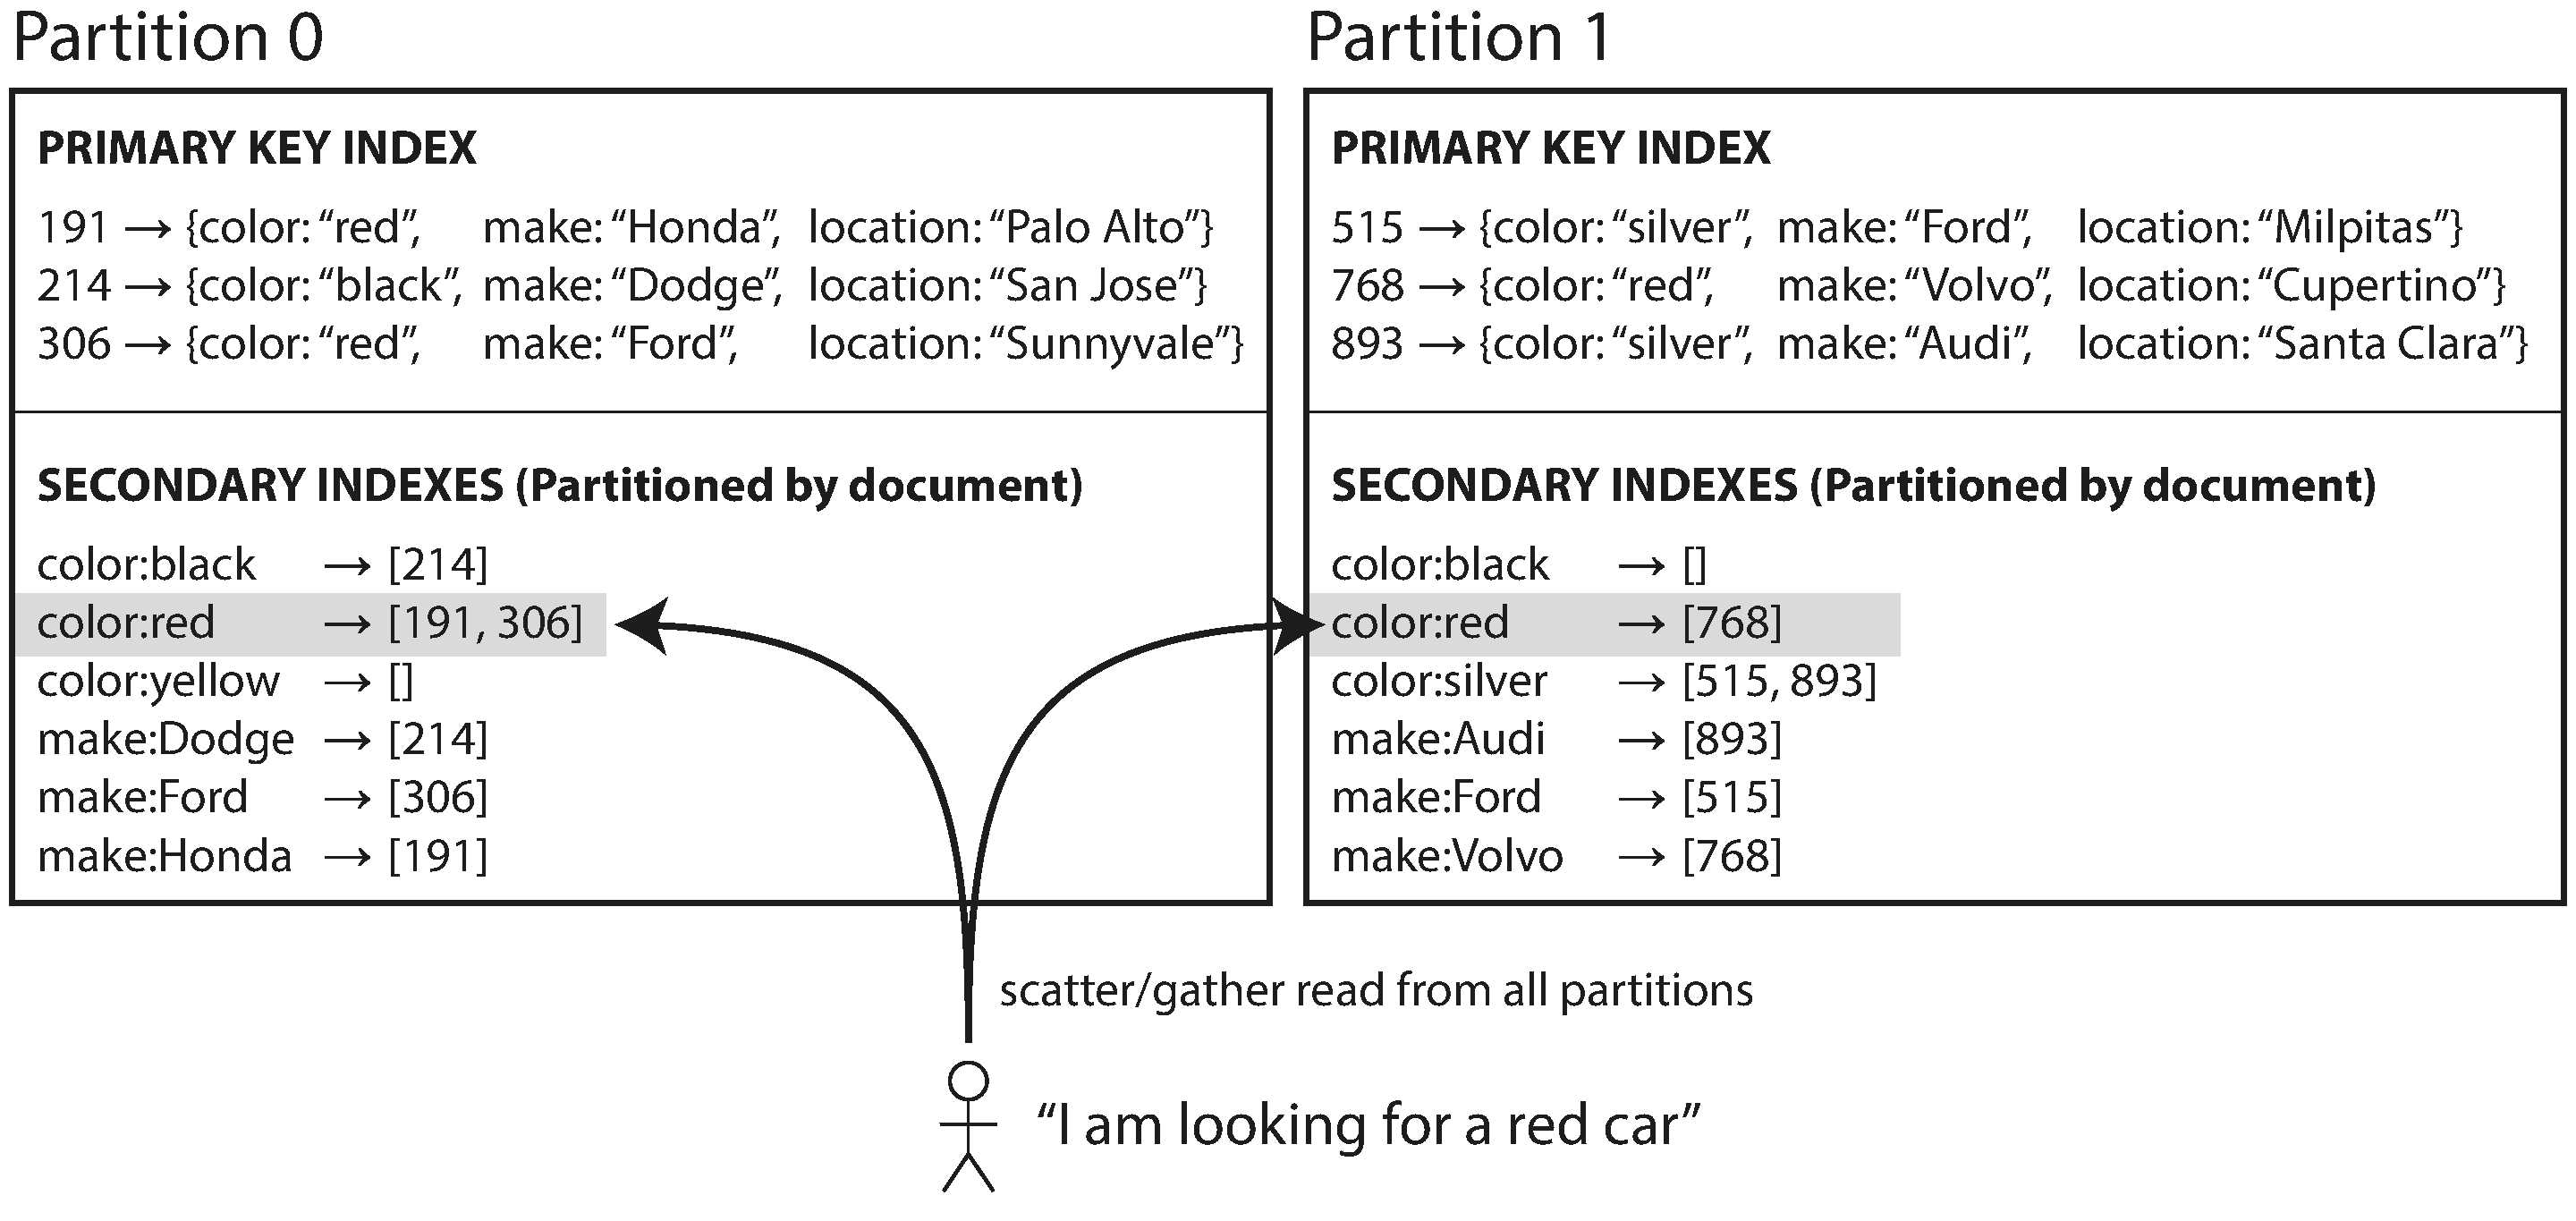 Partition 0
PRIMARY KEY INDEX
191 → {color: “red”, make: “Honda”, location: “Palo Alto”}
214 → {color: “black”, make: “Dodge”, location: “San Jose”}
306 → {color: “red”, make: “Ford”, location: “Sunnyvale”}
SECONDARY INDEXES (Partitioned by document)
color:black → [214]
color:red → [191, 306]
color:yellow → []
make:Dodge → [214]
make:Ford → [306]
make:Honda → [191]
Partition 1
PRIMARY KEY INDEX
515 → {color: “silver”, make: “Ford”, location: “Milpitas”}
768 → {color: “red”, make: “Volvo”, location: “Cupertino”}
893 → {color: “silver”, make: “Audi”, location: “Santa Clara”}
SECONDARY INDEXES (Partitioned by document)
color:black → []
color:red → [768]
color:silver → [515, 893]
make:Audi → [893]
make:Ford → [515]
make:Volvo → [768]
scatter/gather read from all partitions
“I am looking for a red car”